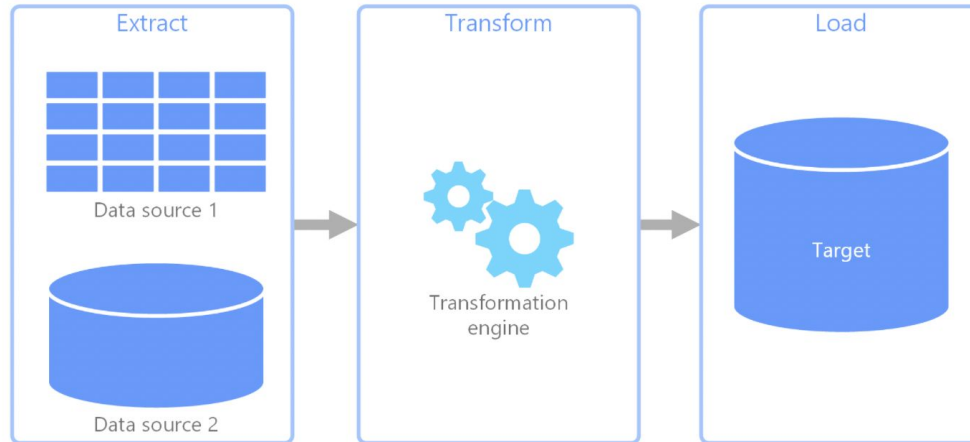 Extract
Transform
Load
Data source 1
Data source 2
Transformation
engine
Target